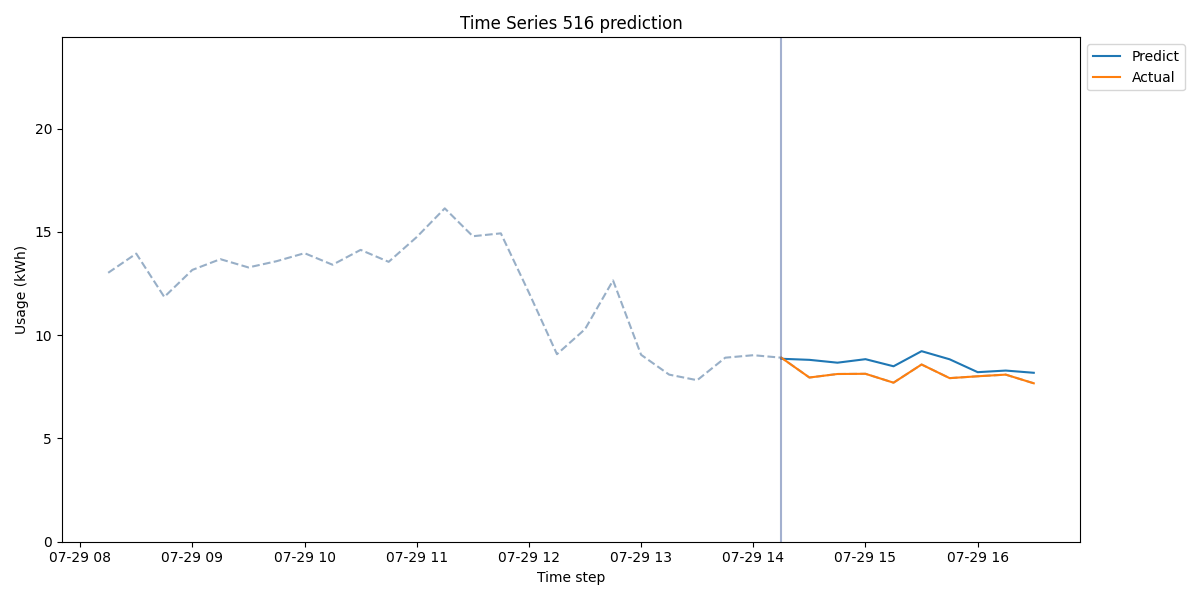 Time Series 516 prediction
Predict
Actual
Usage (kWh)
20
15
10
5
0
07-29 08 07-29 09 07-29 10 07-29 11 07-29 12 07-29 13 07-29 14 07-29 15 07-29 16
Time step